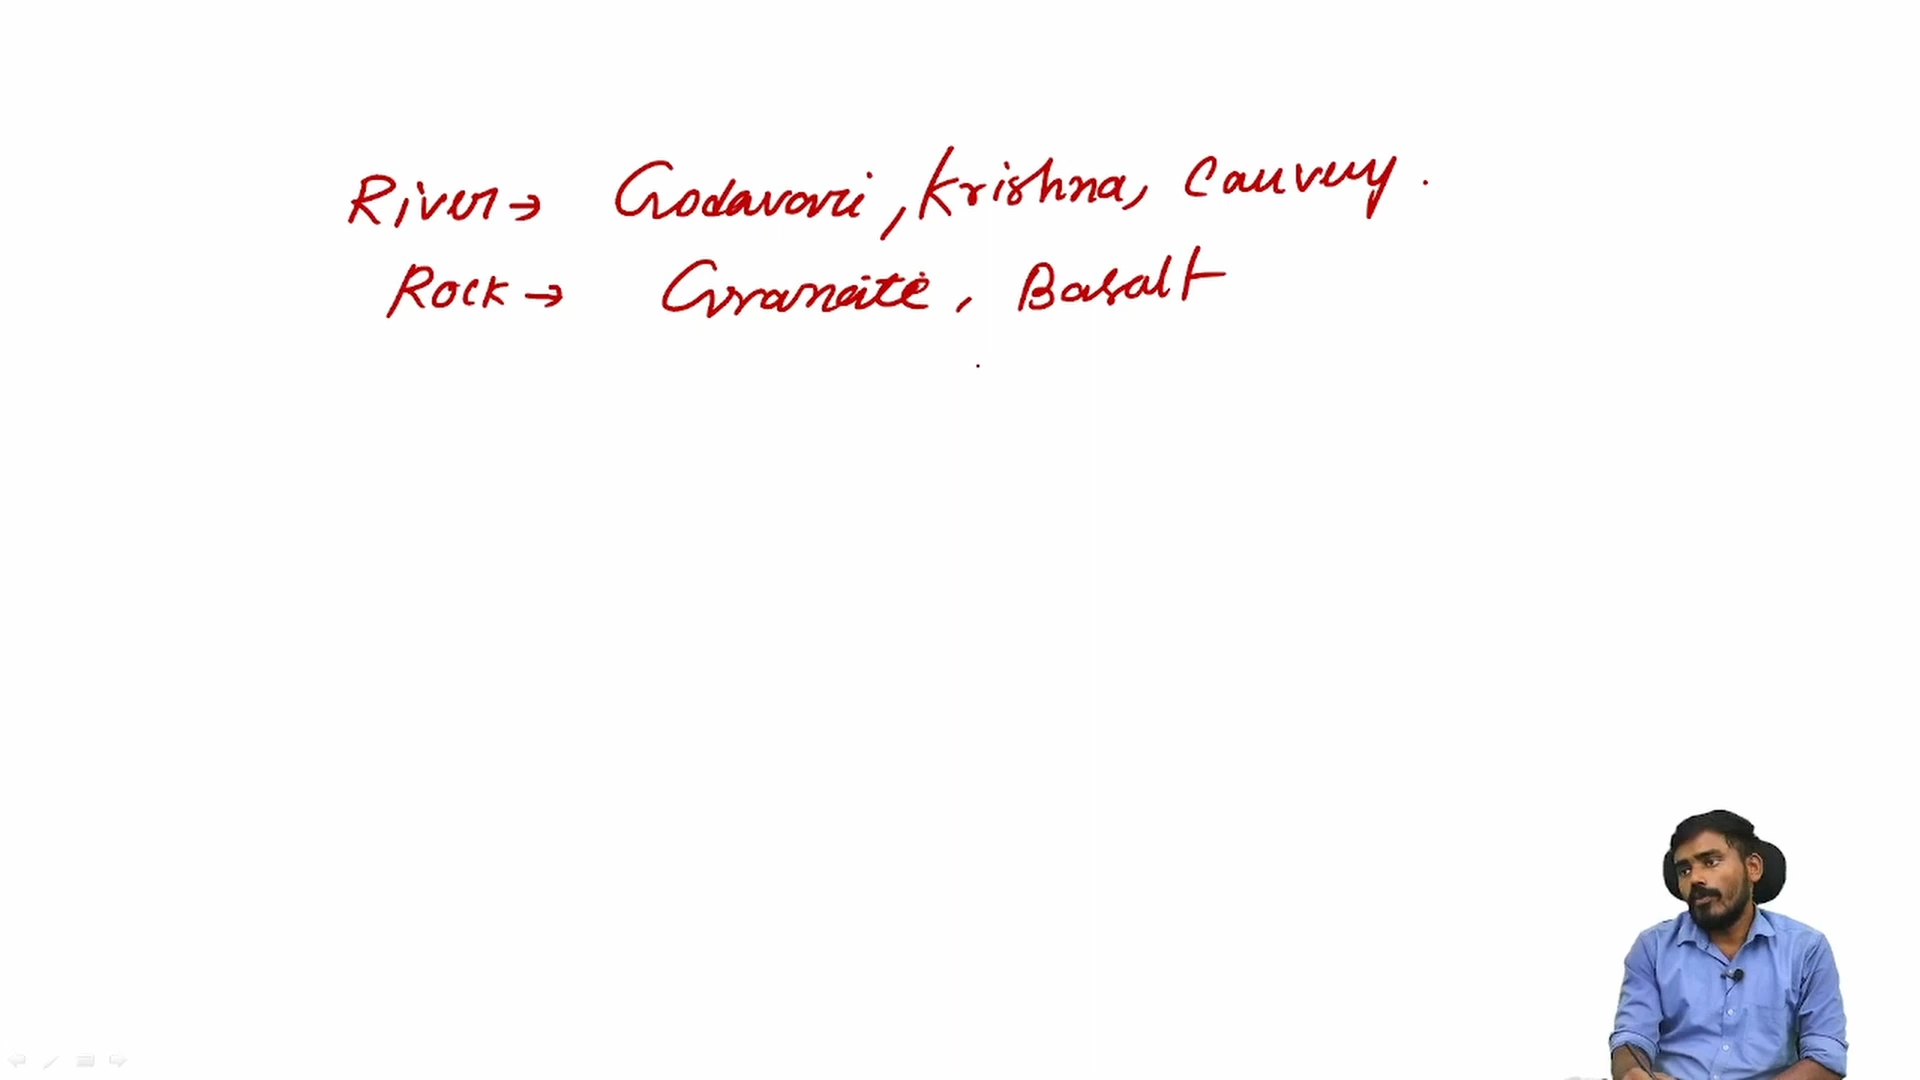 River → Godavari, Krishna, Cauvery.
Rock → Granite, Basalt